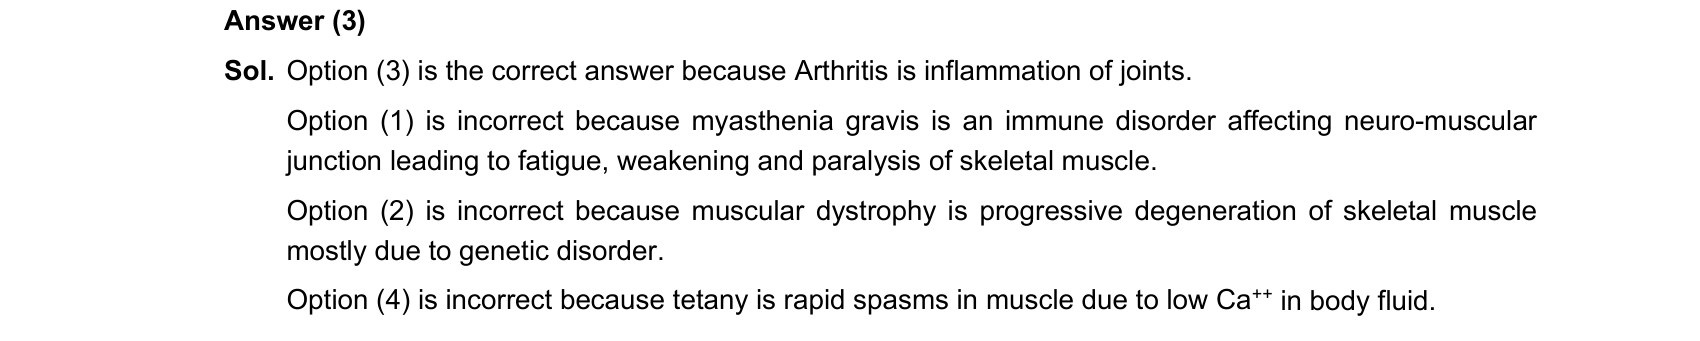 Answer (3)
Sol. Option (3) is the correct answer because Arthritis is inflammation of joints.
Option (1) is incorrect because myasthenia gravis is an immune disorder affecting neuro-muscular
junction leading to fatigue, weakening and paralysis of skeletal muscle.
Option (2) is incorrect because muscular dystrophy is progressive degeneration of skeletal muscle
mostly due to genetic disorder.
Option (4) is incorrect because tetany is rapid spasms in muscle due to low Ca⁺⁺ in body fluid.